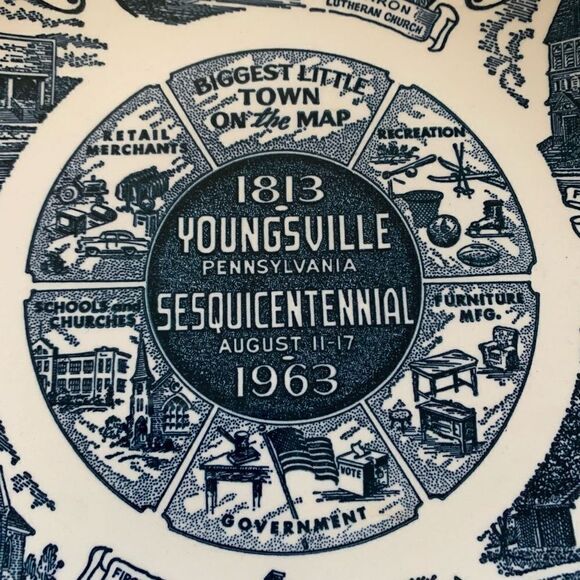 LUTHERAN CHURCH
BIGGEST LITTLE
TOWN
ON the MAP
RETAIL
MERCHANTS
RECREATION
1813
YOUNGSVILLE
PENNSYLVANIA
SESQUICENTENNIAL
AUGUST 11-17
1963
SCHOOLS and
CHURCHES
FURNITURE
MFG.
VOTE
GOVERNMENT